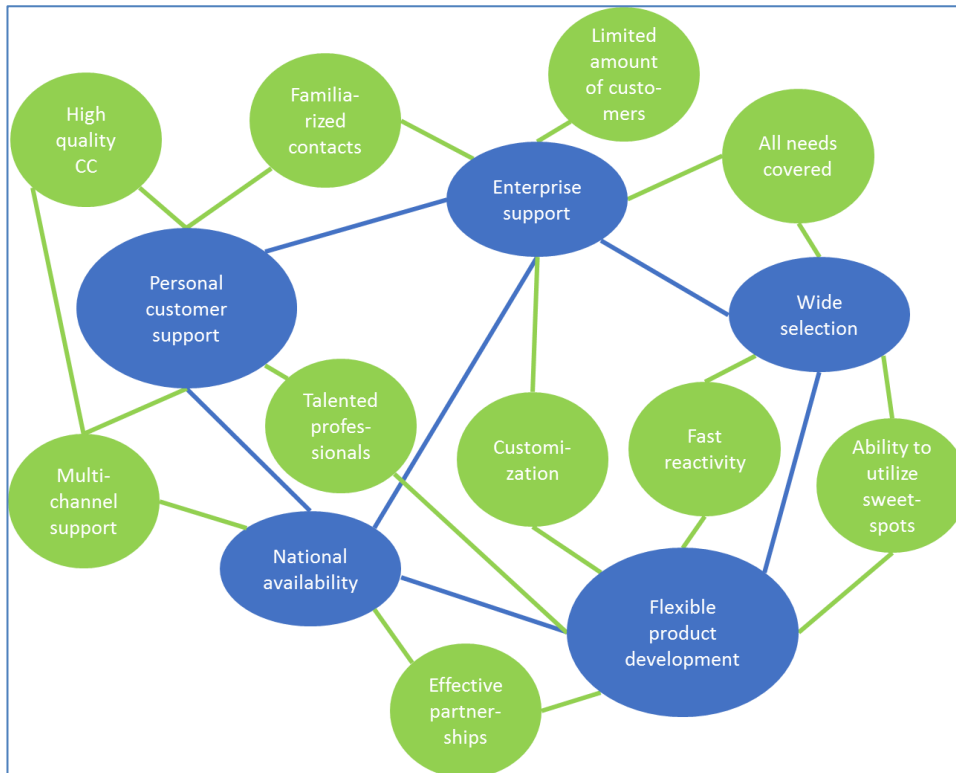 Limited
amount
of custo-
mers
Familia-
rized
contacts
High
quality
CC
All needs
covered
Enterprise
support
Personal
customer
support
Wide
selection
Talented
profes-
sionals
Customi-
zation
Fast
reactivity
Ability to
utilize
sweet-
spots
Multi-
channel
support
National
availability
Flexible
product
development
Effective
partner-
ships